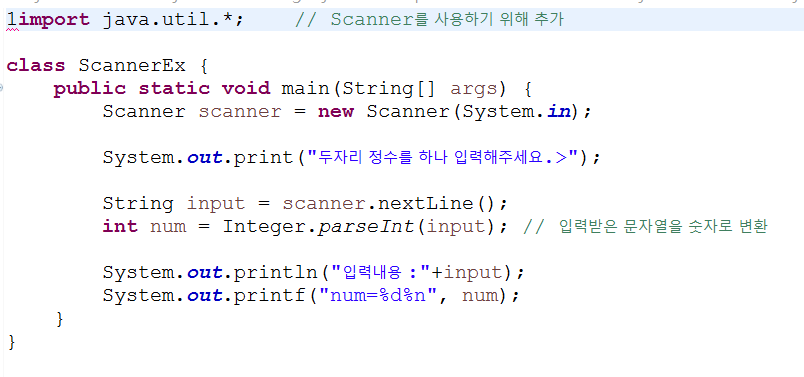 1import java.util.*;    // Scanner를 사용하기 위해 추가
class ScannerEx {
    public static void main(String[] args) {
        Scanner scanner = new Scanner(System.in);
        System.out.print("두자리 정수를 하나 입력해주세요.>");
        String input = scanner.nextLine();
        int num = Integer.parseInt(input); // 입력받은 문자열을 숫자로 변환
        System.out.println("입력내용 :"+input);
        System.out.printf("num=%d%n", num);
    }
}